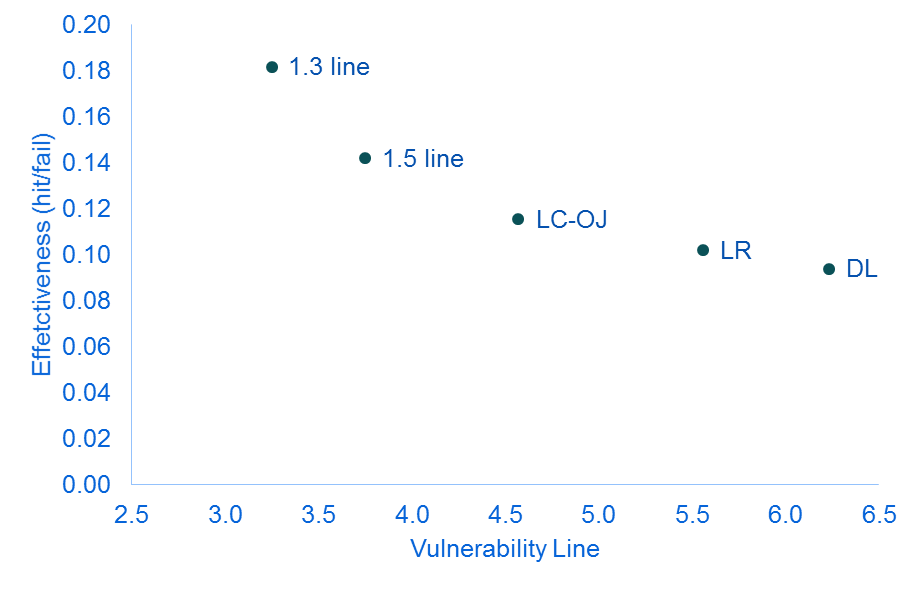 0.20
0.18
0.16
0.14
0.12
0.10
0.08
0.06
0.04
0.02
0.00
Effetctiveness (hit/fail)
1.3 line
1.5 line
LC-OJ
LR
DL
2.5 3.0 3.5 4.0 4.5 5.0 5.5 6.0 6.5
Vulnerability Line